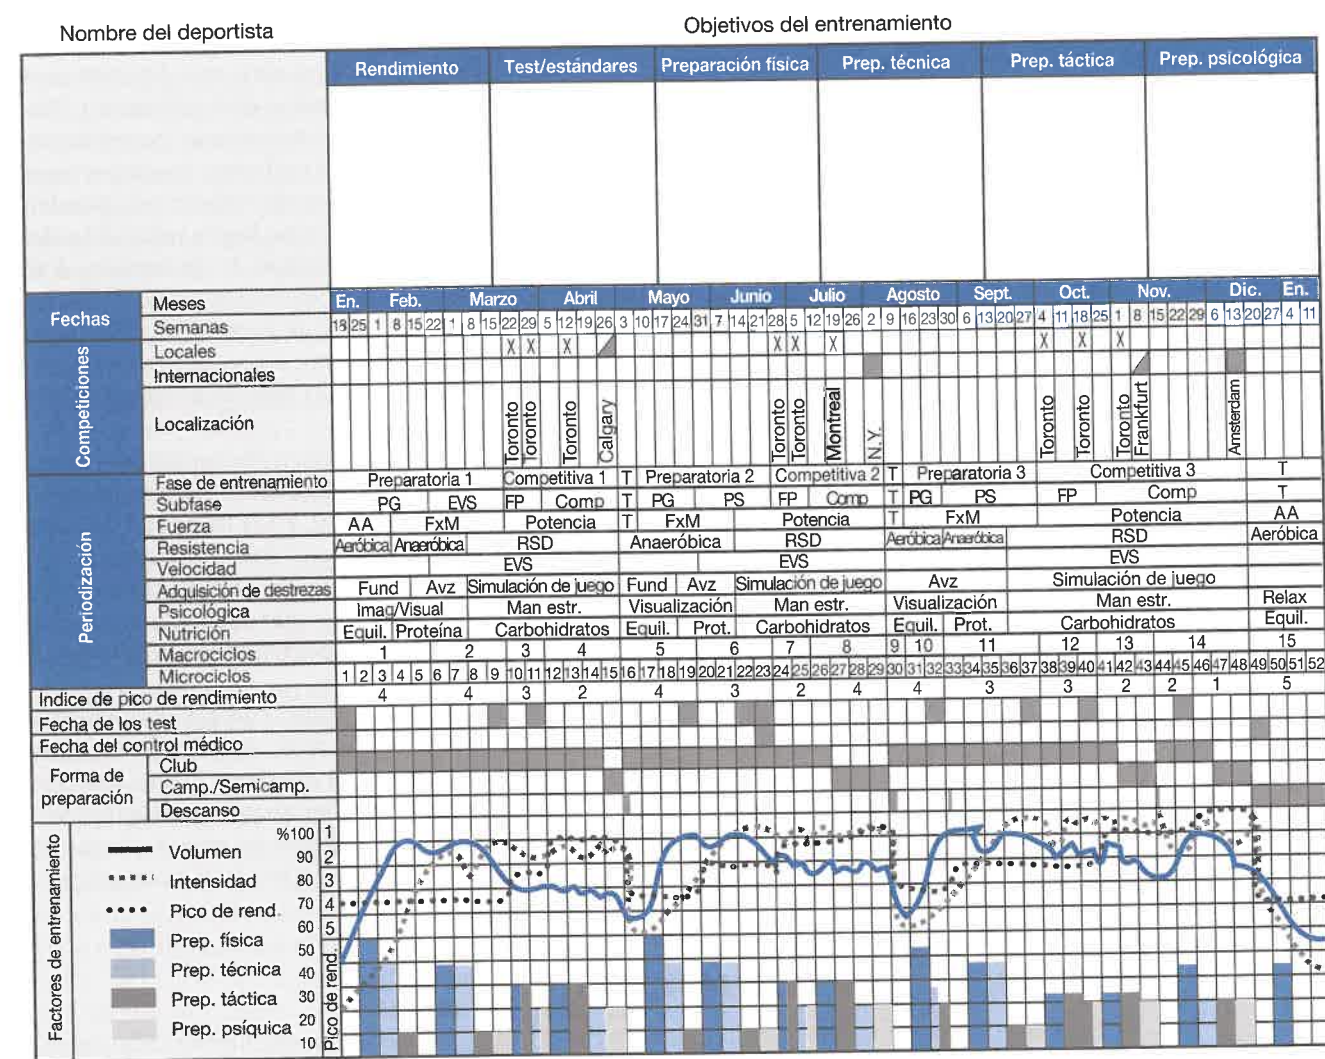 Nombre del deportista
Objetivos del entrenamiento
Rendimiento Test/estándares Preparación física Prep. técnica Prep. táctica Prep. psicológica
Fechas
Meses En. Feb. Marzo Abril Mayo Junio Julio Agosto Sept. Oct. Nov. Dic. En.
Semanas 18 25 1 8 15 22 1 8 15 22 29 5 12 19 26 3 10 17 24 31 7 14 21 28 5 12 19 26 2 9 16 23 30 6 13 20 27 4 11 18 25 1 8 15 22 29 6 13 20 27 4 11
Competiciones
Locales X X X X X X X X X
Internacionales
Localización Toronto Toronto Toronto Calgary Toronto Toronto Montreal N.Y. Toronto Toronto Toronto Frankfurt Amsterdam
Periodización
Fase de entrenamiento Preparatoria 1 Competitiva 1 T Preparatoria 2 Competitiva 2 T Preparatoria 3 Competitiva 3 T
Subfase PG EVS FP Comp T PG PS FP Comp T PG PS FP Comp T
Fuerza AA FxM Potencia T FxM Potencia T FxM Potencia AA
Resistencia Aeróbica Anaeróbica RSD Anaeróbica RSD Aeróbica Anaeróbica RSD Aeróbica
Velocidad EVS EVS EVS
Adquisición de destrezas Fund Avz Simulación de juego Fund Avz Simulación de juego Avz Simulación de juego
Psicológica Imag/Visual Man estr. Visualización Man estr. Visualización Man estr. Relax
Nutrición Equil. Proteína Carbohidratos Equil. Prot. Carbohidratos Equil. Prot. Carbohidratos Equil.
Macrociclos 1 2 3 4 5 6 7 8 9 10 11 12 13 14 15
Microciclos 1 2 3 4 5 6 7 8 9 10 11 12 13 14 15 16 17 18 19 20 21 22 23 24 25 26 27 28 29 30 31 32 33 34 35 36 37 38 39 40 41 42 43 44 45 46 47 48 49 50 51 52
Indice de pico de rendimiento 4 4 3 2 4 3 2 4 4 3 3 2 2 1 5
Fecha de los test
Fecha del control médico
Forma de preparación
Club
Camp./Semicamp.
Descanso
Factores de entrenamiento
Volumen
Intensidad
Pico de rend.
Prep. física
Prep. técnica
Prep. táctica
Prep. psíquica
%100
90
80
70
60
50
40
30
20
10
1
2
3
4
5
Pico de rend.